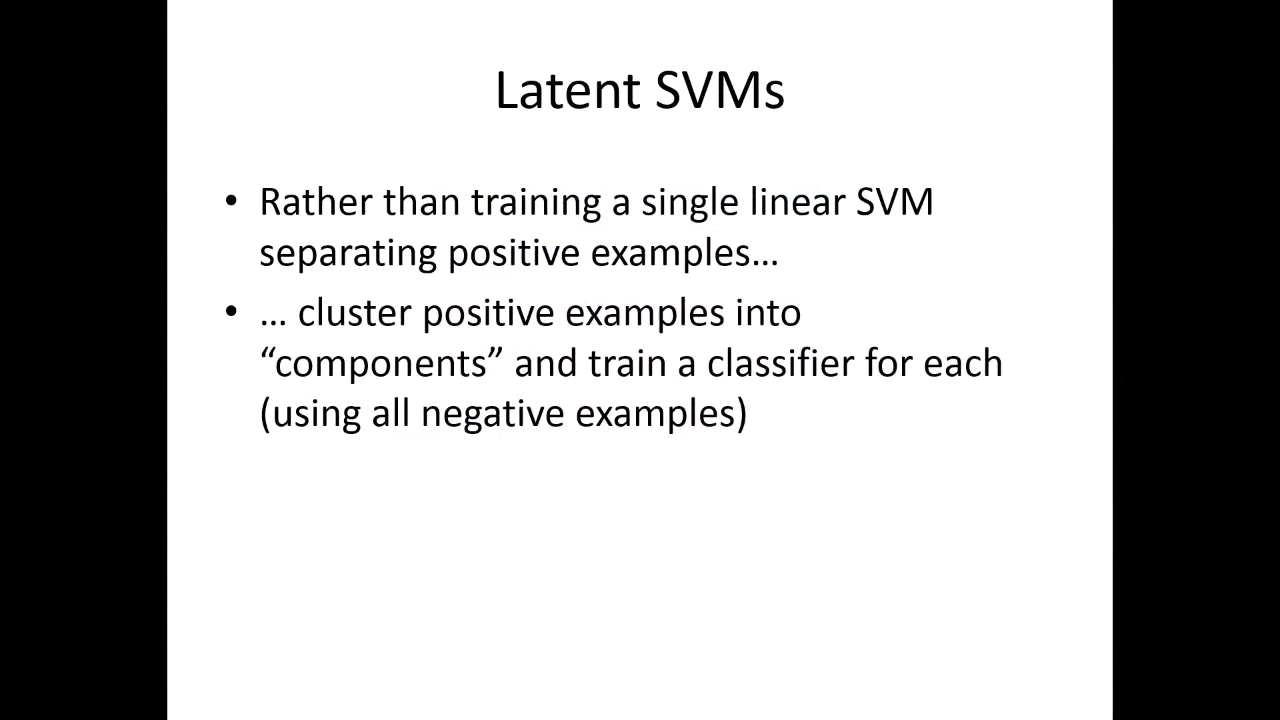 Latent SVMs
• Rather than training a single linear SVM
separating positive examples…
• … cluster positive examples into
“components” and train a classifier for each
(using all negative examples)